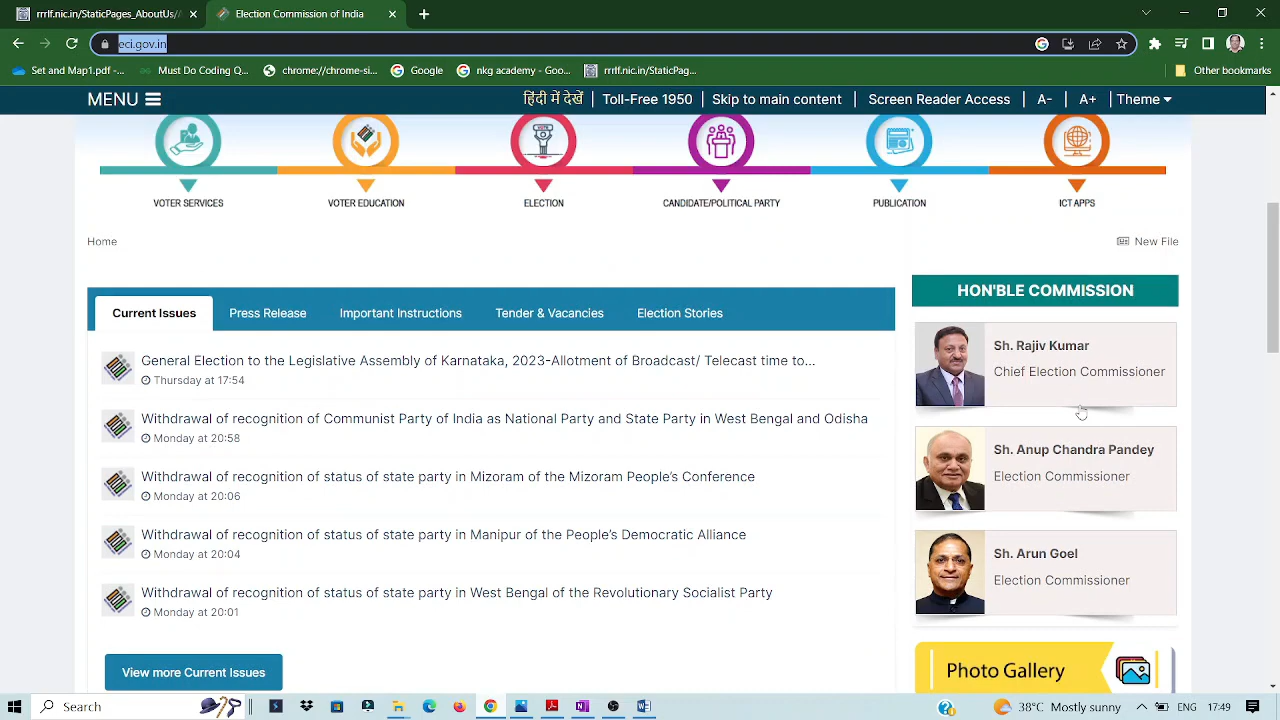 rrrlf.nic.in/StaticPages_AboutUs//
Election Commission of India
eci.gov.in
Set and Map1.gof -...
Must Do Coding Q...
chrome://chrome-str...
Google
nkg academy - Goo...
rrrlf.nic.in/StaticPag...
Other bookmarks
MENU
हिंदी में देखें
Toll-Free 1950
Skip to main content
Screen Reader Access
A-
A+
Theme
VOTER SERVICES
VOTER EDUCATION
ELECTION
CANDIDATE/POLITICAL PARTY
PUBLICATION
ICT APPS
Home
New File
Current Issues
Press Release
Important Instructions
Tender & Vacancies
Election Stories
General Election to the Legislative Assembly of Karnataka, 2023-Allotment of Broadcast/ Telecast time to...
Thursday at 17:54
Withdrawal of recognition of Communist Party of India as National Party and State Party in West Bengal and Odisha
Monday at 20:58
Withdrawal of recognition of status of state party in Mizoram of the Mizoram People's Conference
Monday at 20:06
Withdrawal of recognition of status of state party in Manipur of the People's Democratic Alliance
Monday at 20:04
Withdrawal of recognition of status of state party in West Bengal of the Revolutionary Socialist Party
Monday at 20:01
View more Current Issues
HON'BLE COMMISSION
Sh. Rajiv Kumar
Chief Election Commissioner
Sh. Anup Chandra Pandey
Election Commissioner
Sh. Arun Goel
Election Commissioner
Photo Gallery
Search
38°C Mostly sunny
ENG
17:49